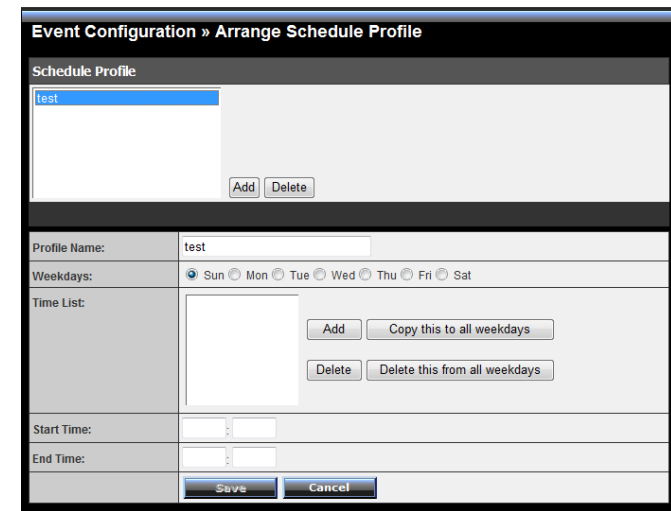 Event Configuration » Arrange Schedule Profile
Schedule Profile
test
Add Delete
Profile Name: test
Weekdays: Sun Mon Tue Wed Thu Fri Sat
Time List:
Add Copy this to all weekdays
Delete Delete this from all weekdays
Start Time: :
End Time: :
Save Cancel